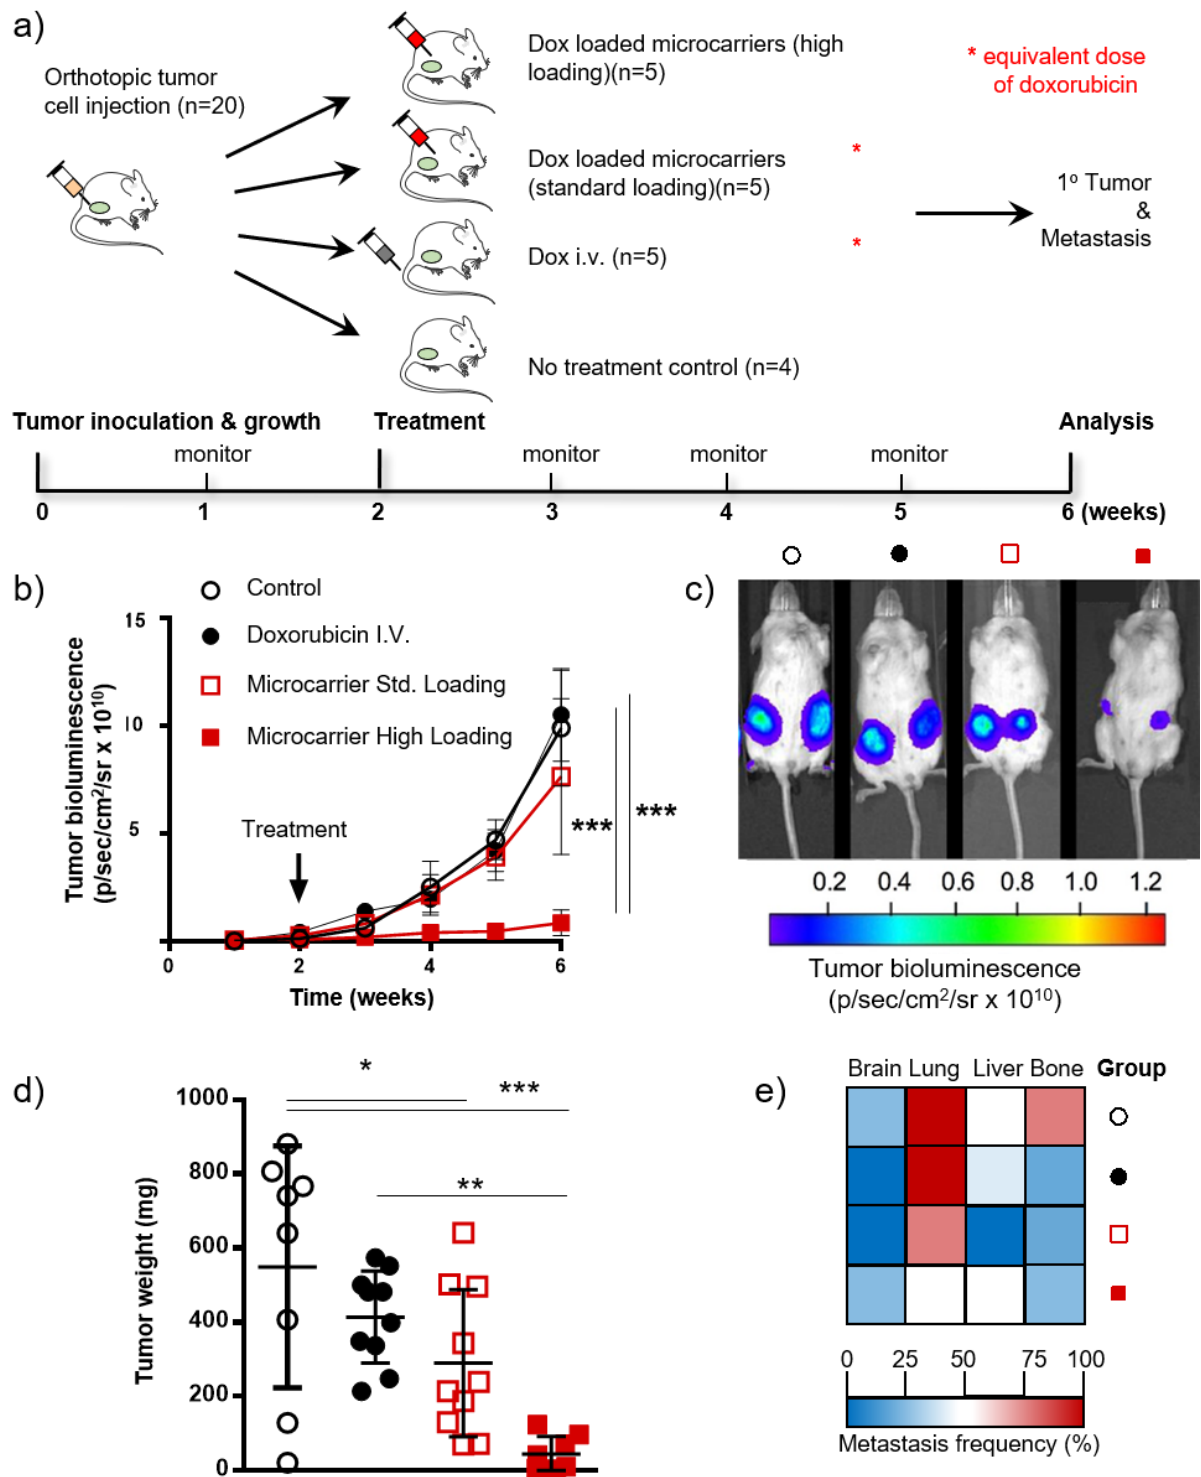 a)
Orthotopic tumor
cell injection (n=20)
Dox loaded microcarriers (high
loading)(n=5)
Dox loaded microcarriers
(standard loading)(n=5)
*
Dox i.v. (n=5)
*
No treatment control (n=4)
* equivalent dose
of doxorubicin
1º Tumor
&
Metastasis
Tumor inoculation & growth
Treatment
Analysis
monitor
monitor
monitor
monitor
0 1 2 3 4 5 6 (weeks)
b)
Control
Doxorubicin I.V.
Microcarrier Std. Loading
Microcarrier High Loading
Tumor bioluminescence
(p/sec/cm²/sr x 10¹⁰)
15
10
5
Treatment
***
***
0 2 4 6
Time (weeks)
c)
0.2 0.4 0.6 0.8 1.0 1.2
Tumor bioluminescence
(p/sec/cm²/sr x 10¹⁰)
d)
Tumor weight (mg)
1000
800
600
400
200
0
*
***
**
e)
Brain Lung Liver Bone Group
0 25 50 75 100
Metastasis frequency (%)